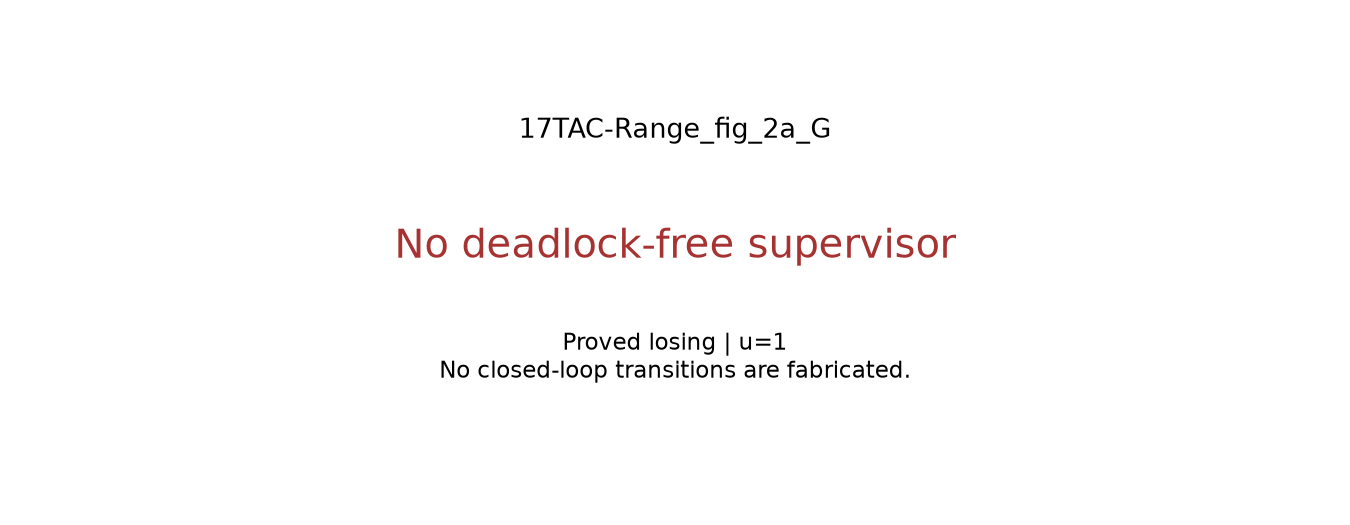 17TAC-Range_fig_2a_G
No deadlock-free supervisor
Proved losing | u=1
No closed-loop transitions are fabricated.